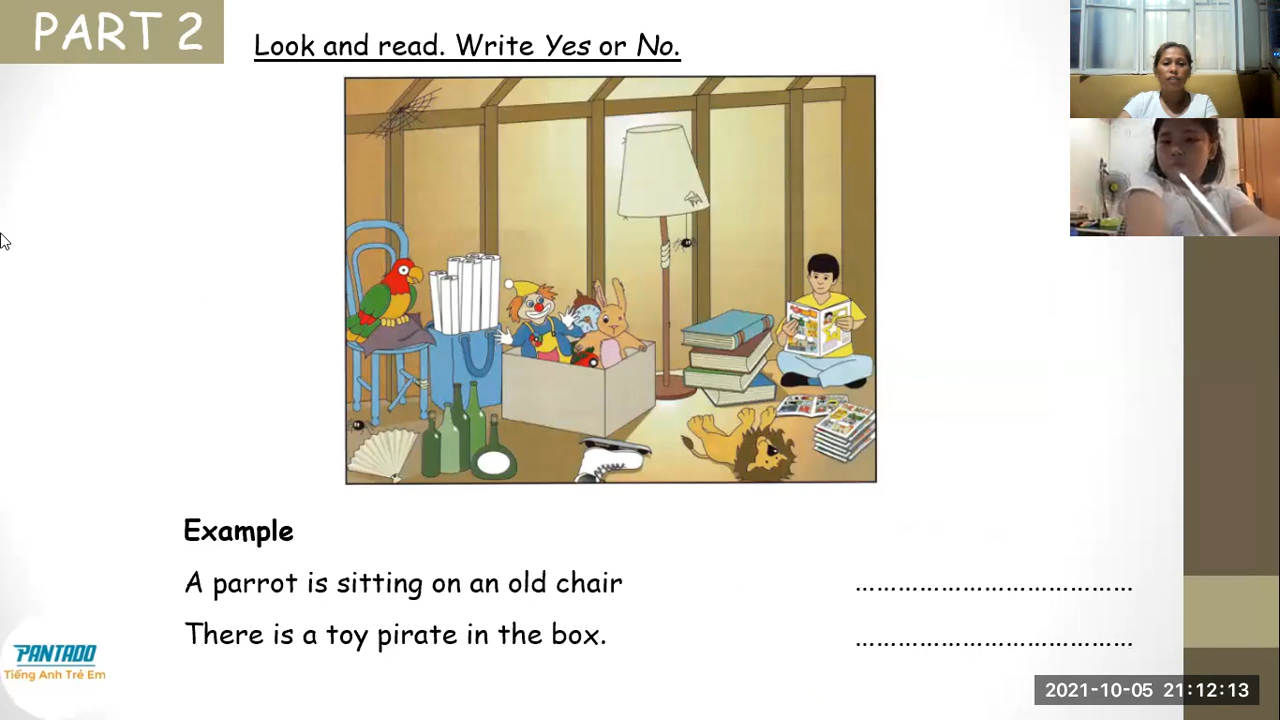 PART 2
Look and read. Write Yes or No.
Example
A parrot is sitting on an old chair ..........................................
There is a toy pirate in the box. ..........................................
PANTADO
Tiếng Anh Trẻ Em
2021-10-05 21:12:13